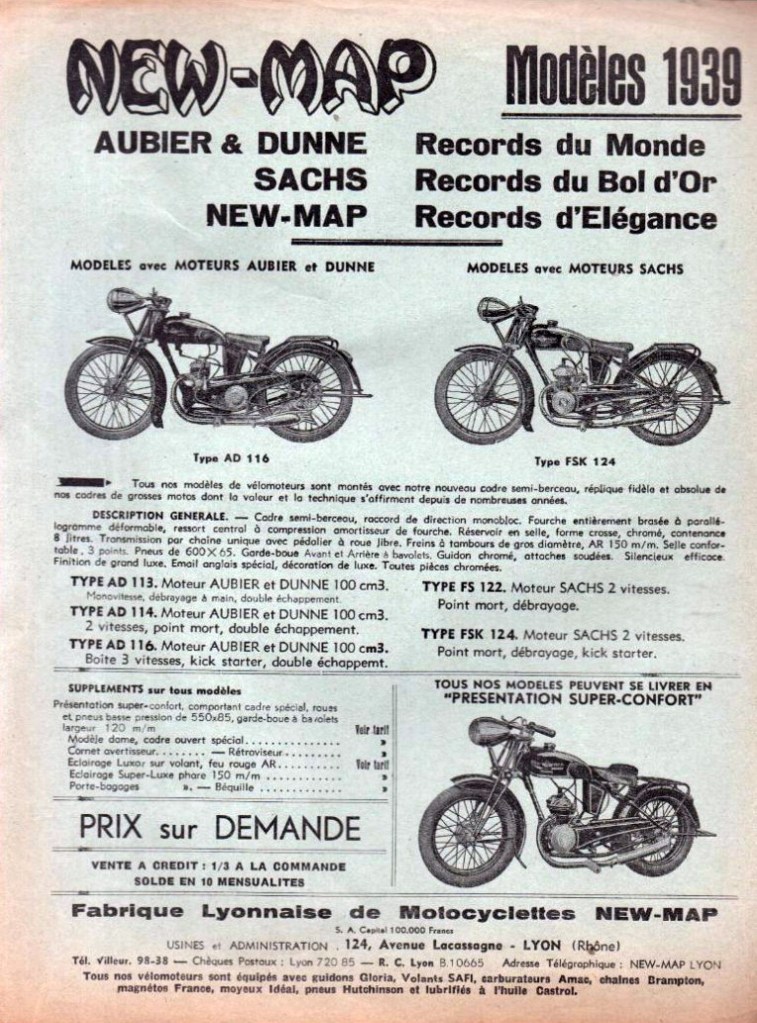 NEW-MAP
Modèles 1939
AUBIER & DUNNE Records du Monde
SACHS Records du Bol d'Or
NEW-MAP Records d'Elégance
MODELES avec MOTEURS AUBIER et DUNNE
MODELES avec MOTEURS SACHS
Type AD 116
Type FSK 124
Tous nos modèles de vélomoteurs sont montés avec notre nouveau cadre semi-berceau, réplique fidèle et absolue de
nos cadres de grosses motos dont la valeur et la technique s'affirment depuis de nombreuses années.
DESCRIPTION GENERALE. — Cadre semi-berceau, raccord de direction monobloc. Fourche entièrement brasée à parallé-
logramme déformable, ressort central à compression amortisseur de fourche. Réservoir en selle, forme crosse, chromé, contenance
8 litres. Transmission par chaîne unique avec pédalier à roue libre. Freins à tambours de gros diamètre, AR 150 m/m. Selle confor-
table, 3 points. Pneus de 600X65. Garde-boue Avant et Arrière à bavolets. Guidon chromé, attaches soudées. Silencieux efficace.
Finition de grand luxe. Email anglais spécial, décoration de luxe. Toutes pièces chromées.
TYPE AD 113. Moteur AUBIER et DUNNE 100 cm3.
Monovitesse, débrayage à main, double échappement.
TYPE AD 114. Moteur AUBIER et DUNNE 100 cm3.
2 vitesses, point mort, double échappement.
TYPE AD 116. Moteur AUBIER et DUNNE 100 cm3.
Boite 3 vitesses, kick starter, double échappemt.
TYPE FS 122. Moteur SACHS 2 vitesses.
Point mort, débrayage.
TYPE FSK 124. Moteur SACHS 2 vitesses.
Point mort, débrayage, kick starter.
SUPPLEMENTS sur tous modèles
Présentation super-confort, comportant cadre spécial, roues
et pneus basse pression de 550x85, garde-boue à bavolets
largeur 120 m/m Voir tarif
Modèle dame, cadre ouvert spécial............... »
Cornet avertisseur........ — Rétroviseur........ »
Eclairage Luxor sur volant, feu rouge AR......... Voir tarif
Eclairage Super-Luxe phare 150 m/m ............ »
Porte-bagages ». — Béquille ............ »
PRIX sur DEMANDE
VENTE A CREDIT : 1/3 A LA COMMANDE
SOLDE EN 10 MENSUALITES
TOUS NOS MODELES PEUVENT SE LIVRER EN
"PRESENTATION SUPER-CONFORT"
Fabrique Lyonnaise de Motocyclettes NEW-MAP
S. A. Capital 100.000 Francs
USINES et ADMINISTRATION : 124, Avenue Lacassagne - LYON (Rhône)
Tél. Villeur. 98-38 — Chèques Postaux : Lyon 720 85 — R. C. Lyon B.10665 Adresse Télégraphique : NEW-MAP LYON
Tous nos vélomoteurs sont équipés avec guidons Gloria, Volants SAFI, carburateurs Amac, chaînes Brampton,
magnétos France, moyeux Idéal, pneus Hutchinson et lubrifiés à l'huile Castrol.